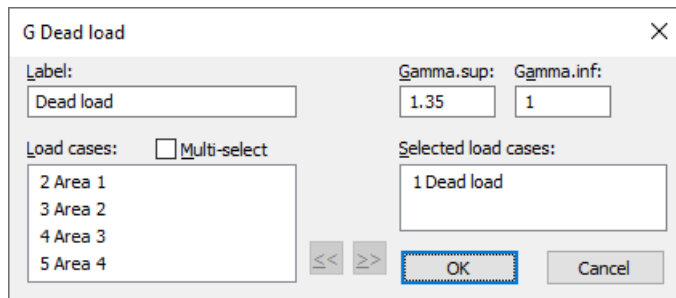 G Dead load
Label:
Gamma.sup:
Gamma.inf:
Dead load
1.35
1
Load cases:
Multi-select
Selected load cases:
2 Area 1
3 Area 2
4 Area 3
5 Area 4
1 Dead load
<<
>>
OK
Cancel